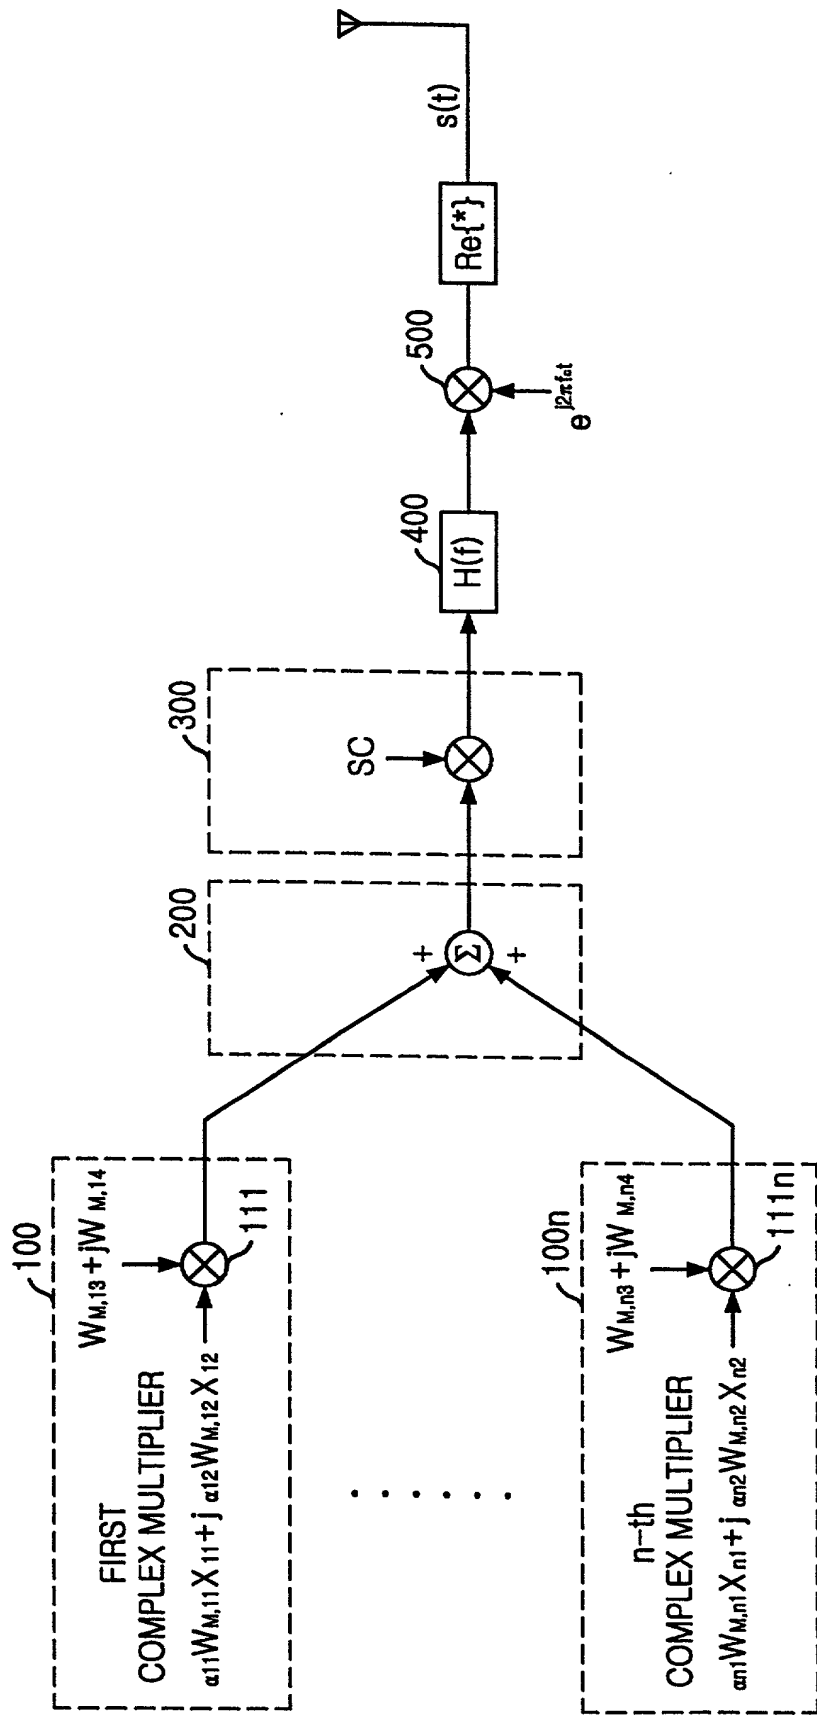 100
FIRST
COMPLEX MULTIPLIER
α11WM,11X11+j α12WM,12X12
WM,13+jWM,14
111
· · · · · ·
100n
n-th
COMPLEX MULTIPLIER
αn1WM,n1Xn1+j αn2WM,n2Xn2
WM,n3+jWM,n4
111n
200
+
Σ
+
300
SC
400
H(f)
500
Re{*}
s(t)